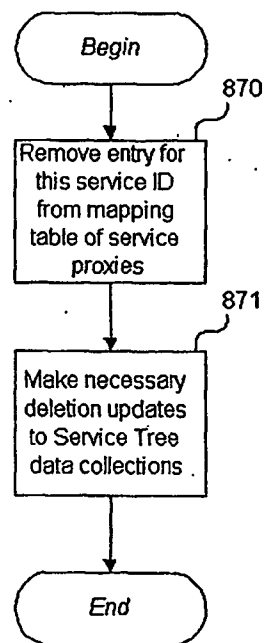 Begin
870
Remove entry for
this service ID
from mapping
table of service
proxies
871
Make necessary
deletion updates
to Service Tree
data collections
End